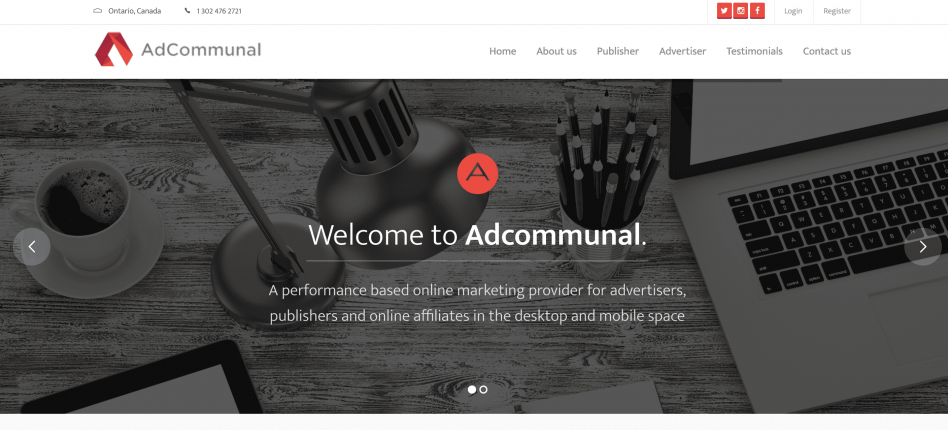 Ontario, Canada 1 302 476 2721 Login Register
AdCommunal Home About us Publisher Advertiser Testimonials Contact us
Welcome to Adcommunal.
A performance based online marketing provider for advertisers,
publishers and online affiliates in the desktop and mobile space